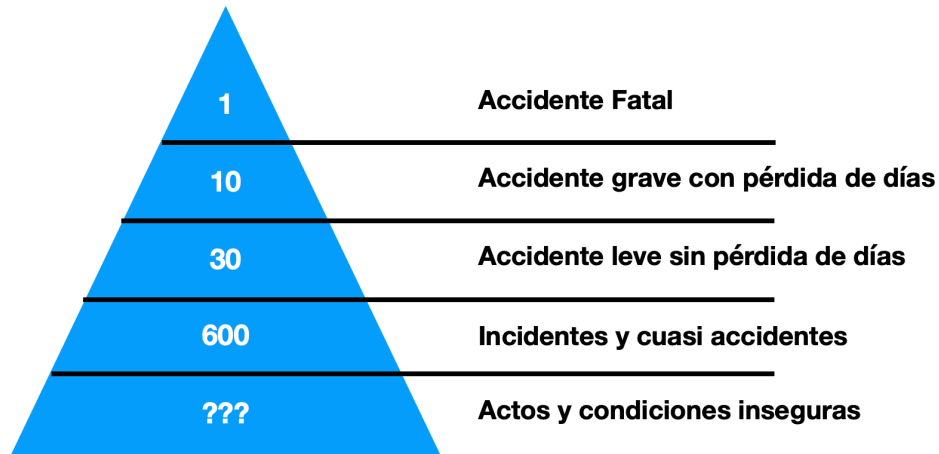 1 Accidente Fatal
10 Accidente grave con pérdida de días
30 Accidente leve sin pérdida de días
600 Incidentes y cuasi accidentes
??? Actos y condiciones inseguras